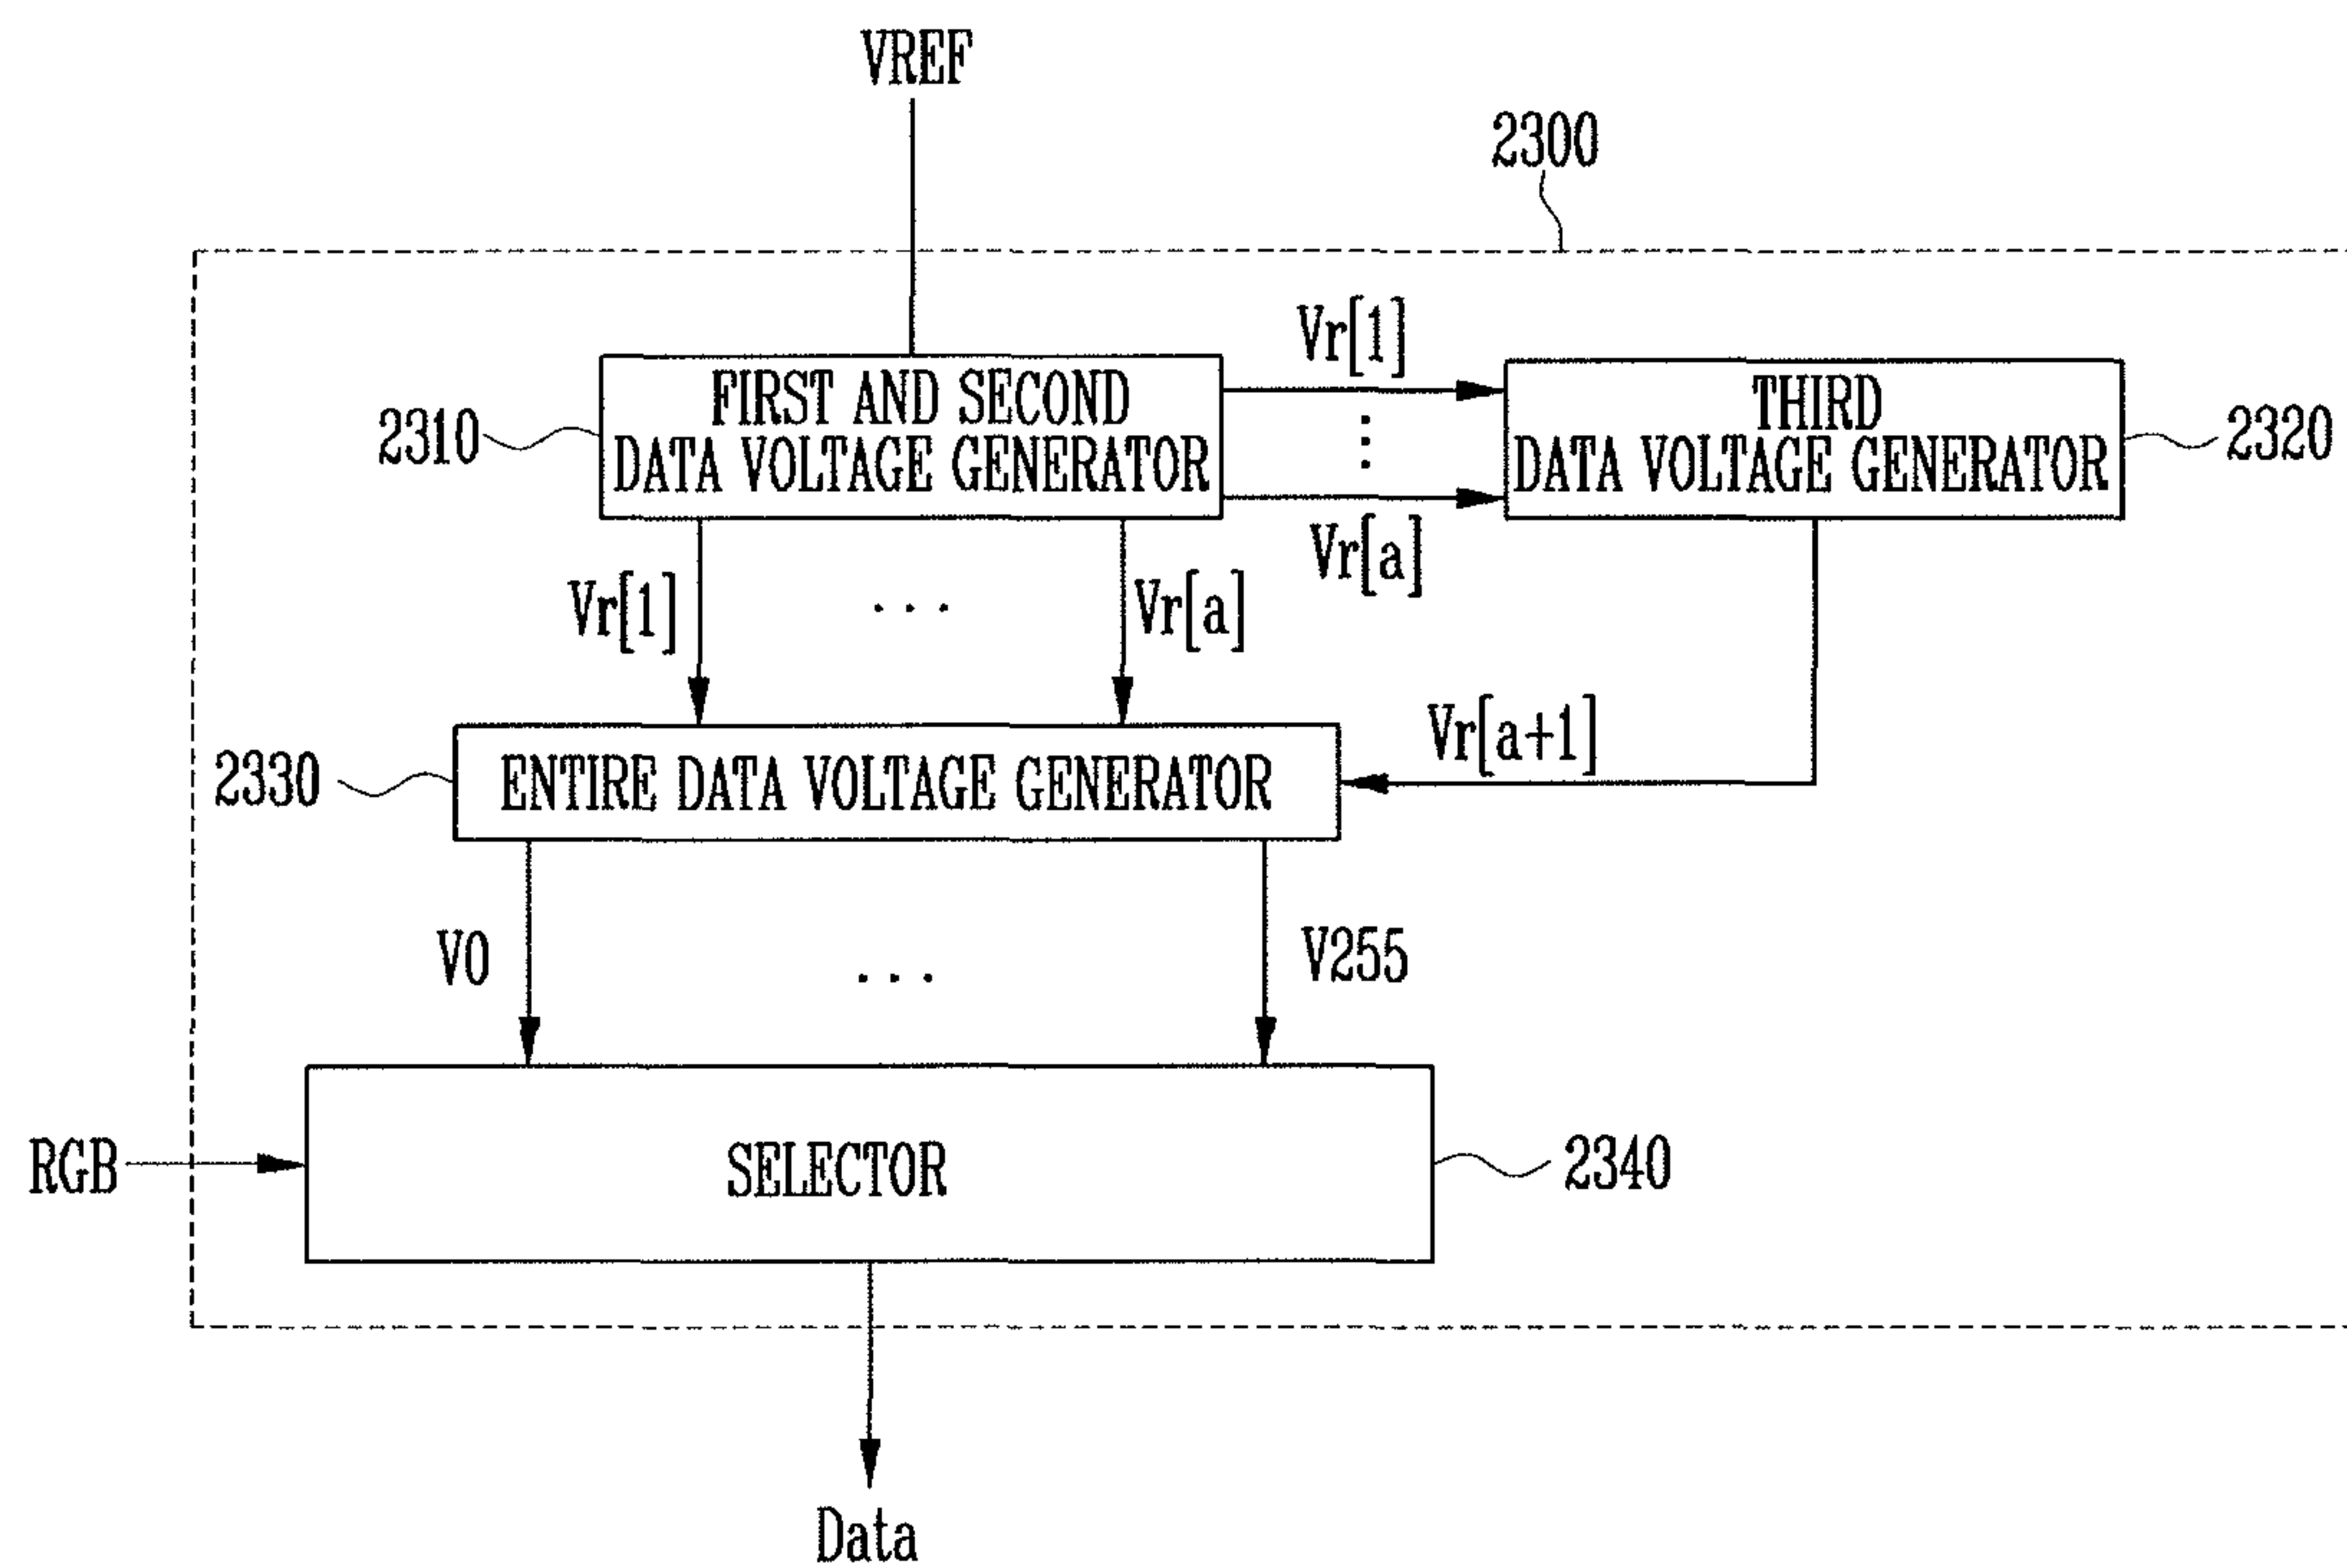 VREF
2300
Vr[1]
FIRST AND SECOND
DATA VOLTAGE GENERATOR
2310
THIRD
DATA VOLTAGE GENERATOR
2320
Vr[a]
Vr[1]
...
Vr[a]
Vr[a+1]
2330
ENTIRE DATA VOLTAGE GENERATOR
V0
...
V255
RGB
SELECTOR
2340
Data